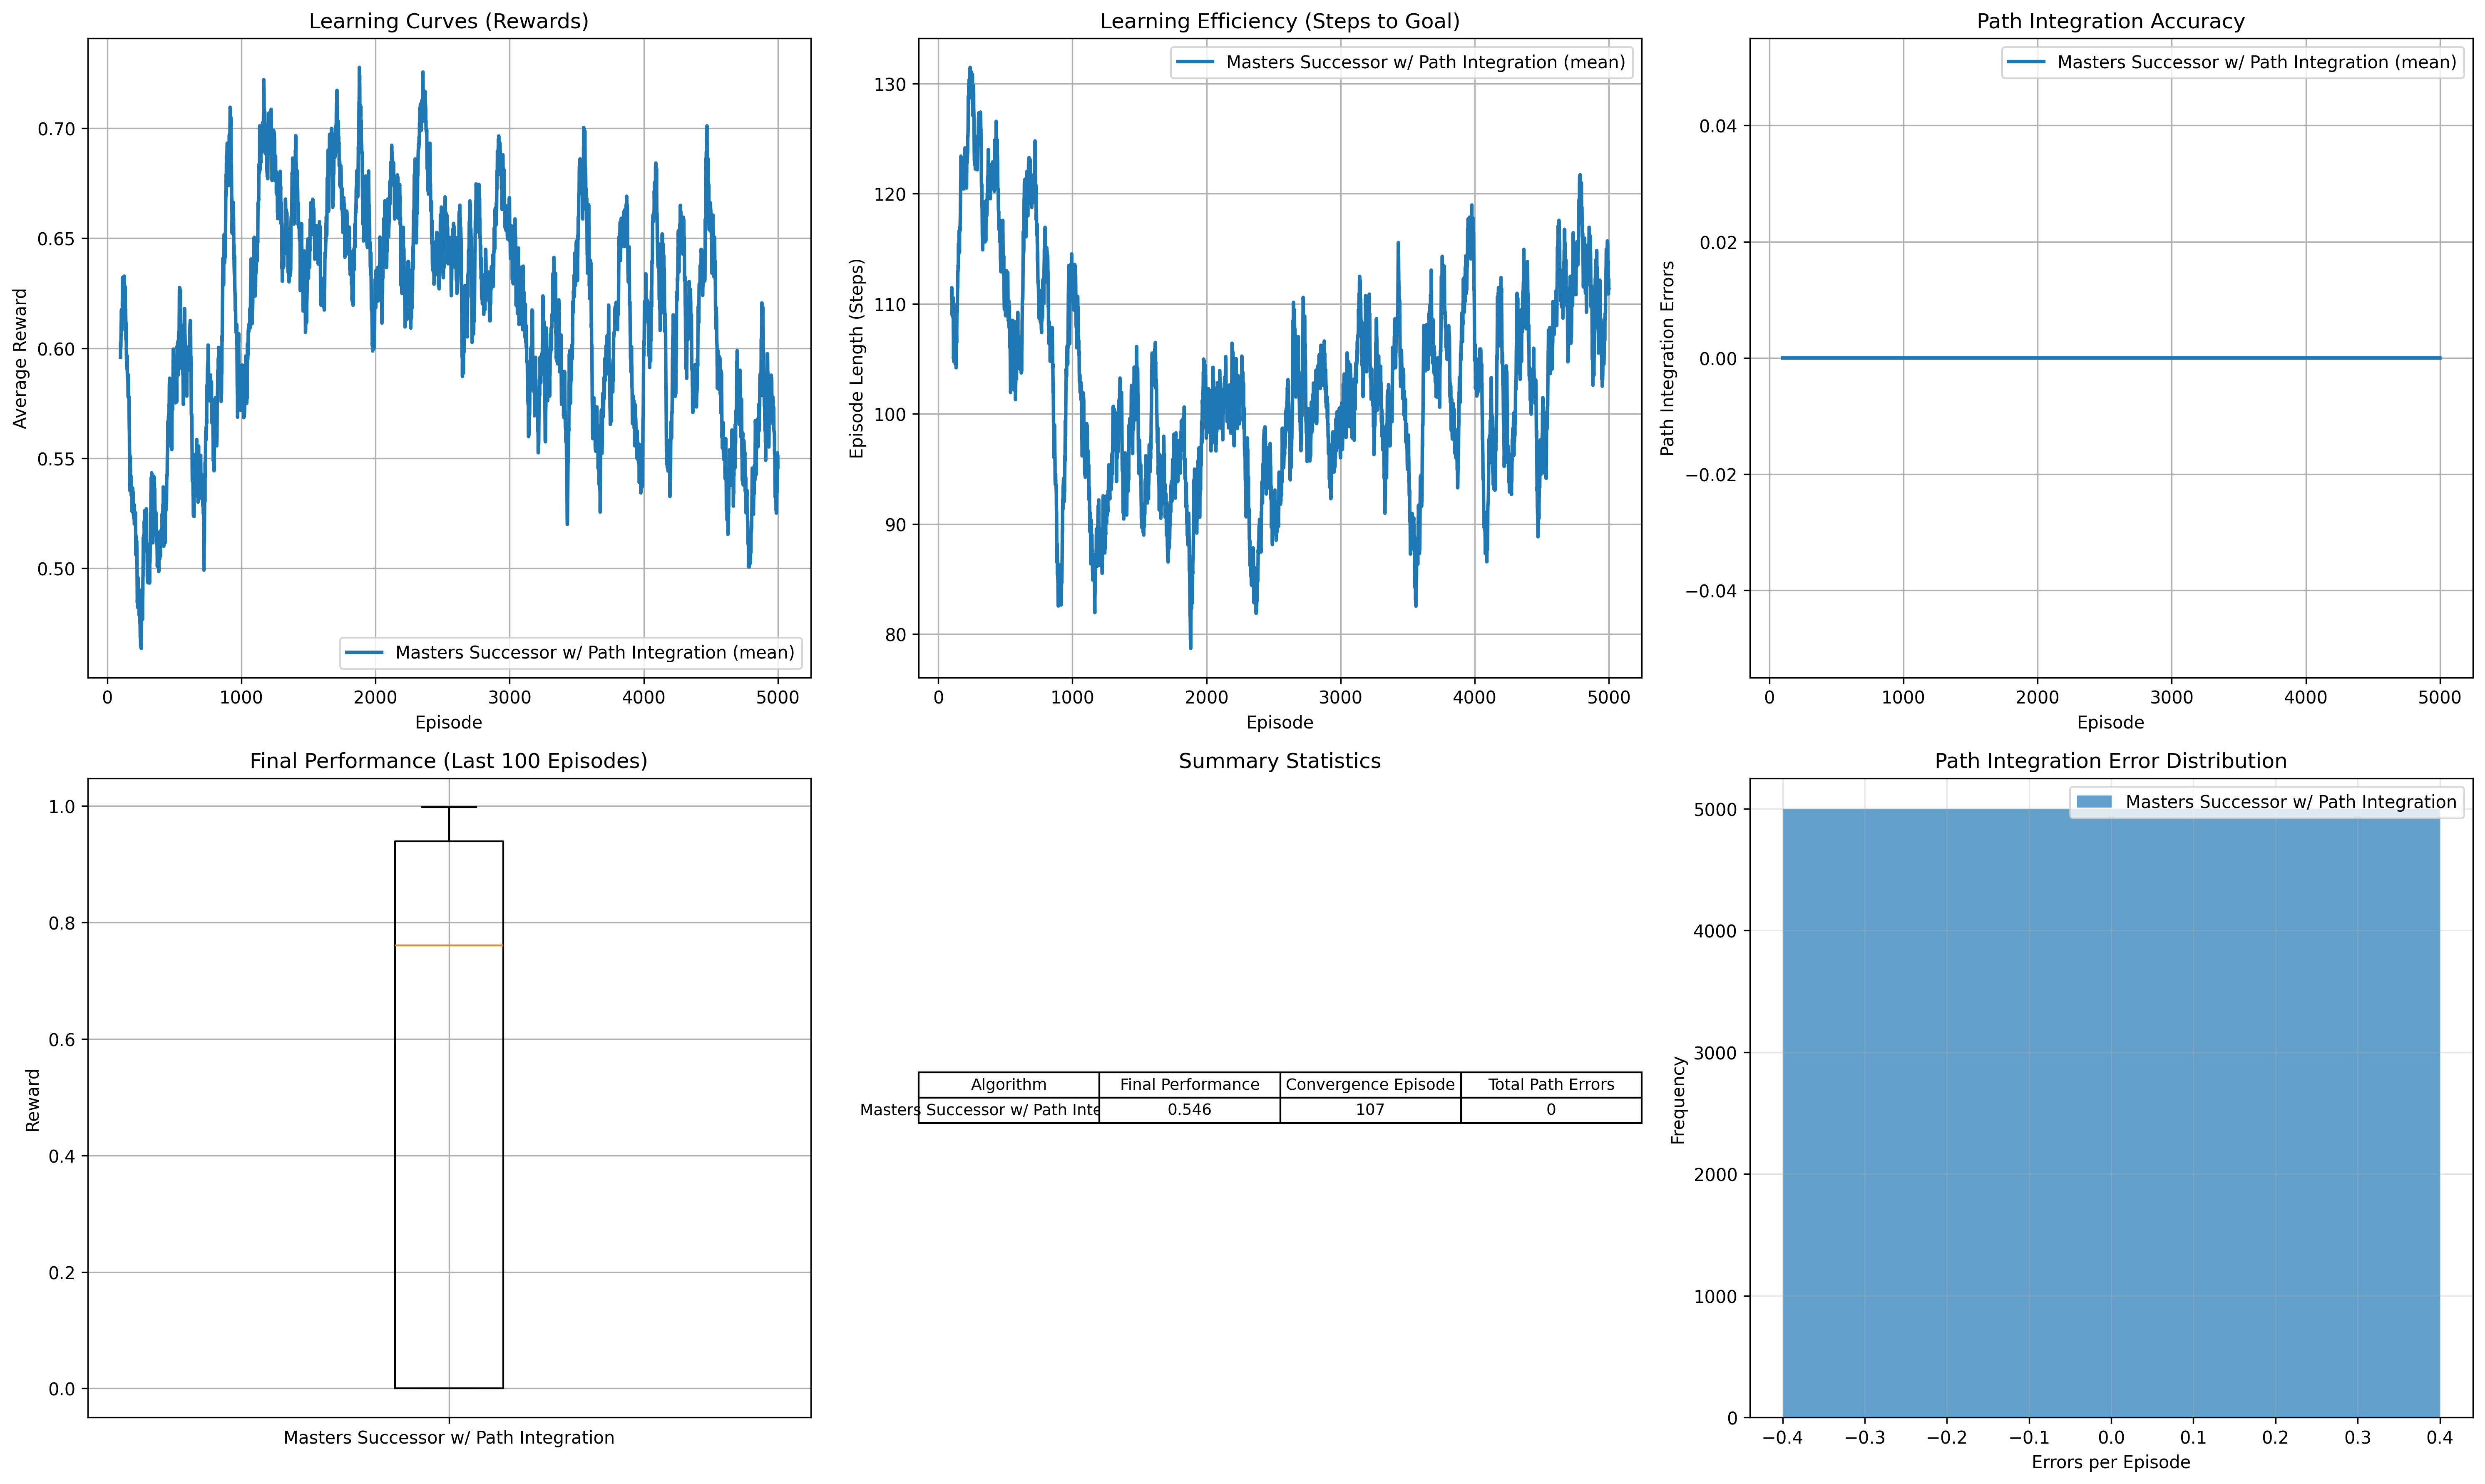 Learning Curves (Rewards)
Average Reward
0.70
0.65
0.60
0.55
0.50
Masters Successor w/ Path Integration (mean)
0
1000
2000
3000
4000
5000
Episode
Learning Efficiency (Steps to Goal)
Episode Length (Steps)
130
120
110
100
90
80
Masters Successor w/ Path Integration (mean)
0
1000
2000
3000
4000
5000
Episode
Path Integration Accuracy
Path Integration Errors
0.04
0.02
0.00
−0.02
−0.04
Masters Successor w/ Path Integration (mean)
0
1000
2000
3000
4000
5000
Episode
Final Performance (Last 100 Episodes)
Reward
1.0
0.8
0.6
0.4
0.2
0.0
Masters Successor w/ Path Integration
Summary Statistics
Algorithm Final Performance Convergence Episode Total Path Errors
Masters Successor w/ Path Inte 0.546 107 0
Path Integration Error Distribution
Frequency
5000
4000
3000
2000
1000
0
Masters Successor w/ Path Integration
−0.4
−0.3
−0.2
−0.1
0.0
0.1
0.2
0.3
0.4
Errors per Episode